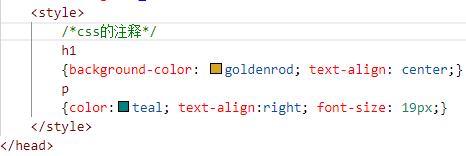 <style>
/*css的注释*/
h1
{background-color: goldenrod; text-align: center;}
p
{color:teal; text-align:right; font-size: 19px;}
</style>
</head>